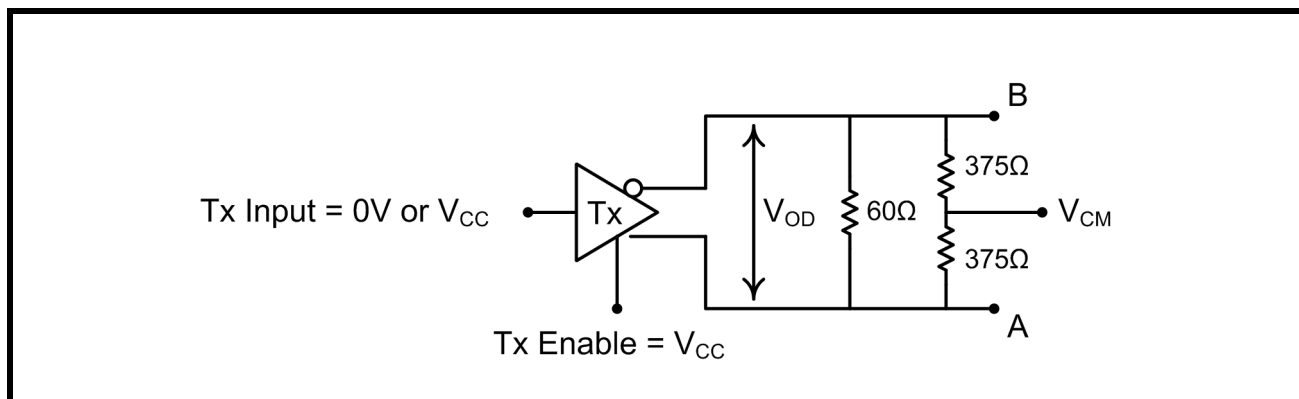 B
375Ω
Tx Input = 0V or VCC
Tx
VOD
60Ω
VCM
375Ω
A
Tx Enable = VCC